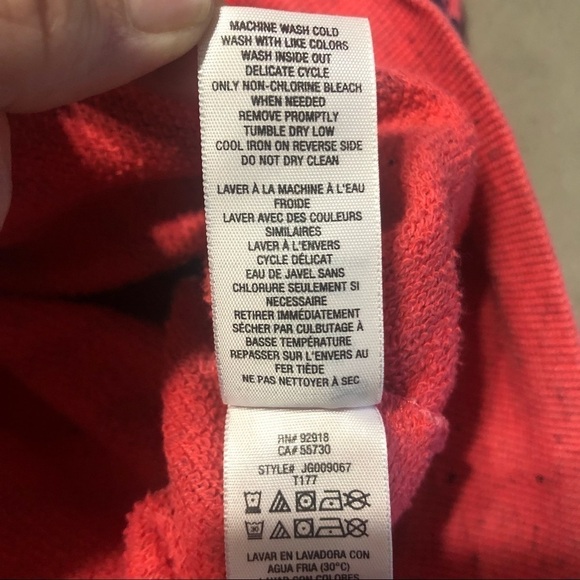 MACHINE WASH COLD
WASH WITH LIKE COLORS
WASH INSIDE OUT
DELICATE CYCLE
ONLY NON-CHLORINE BLEACH
WHEN NEEDED
REMOVE PROMPTLY
TUMBLE DRY LOW
COOL IRON ON REVERSE SIDE
DO NOT DRY CLEAN
LAVER À LA MACHINE À L'EAU
FROIDE
LAVER AVEC DES COULEURS
SIMILAIRES
LAVER À L'ENVERS
CYCLE DÉLICAT
EAU DE JAVEL SANS
CHLORURE SEULEMENT SI
NECESSAIRE
RETIRER IMMÉDIATEMENT
SÉCHER PAR CULBUTAGE À
BASSE TEMPÉRATURE
REPASSER SUR L'ENVERS AU
FER TIÈDE
NE PAS NETTOYER À SEC
RN# 92918
CA# 55730
STYLE# JG009067
T177
30
LAVAR EN LAVADORA CON
AGUA FRIA (30°C)
LAVAR CON COLORES